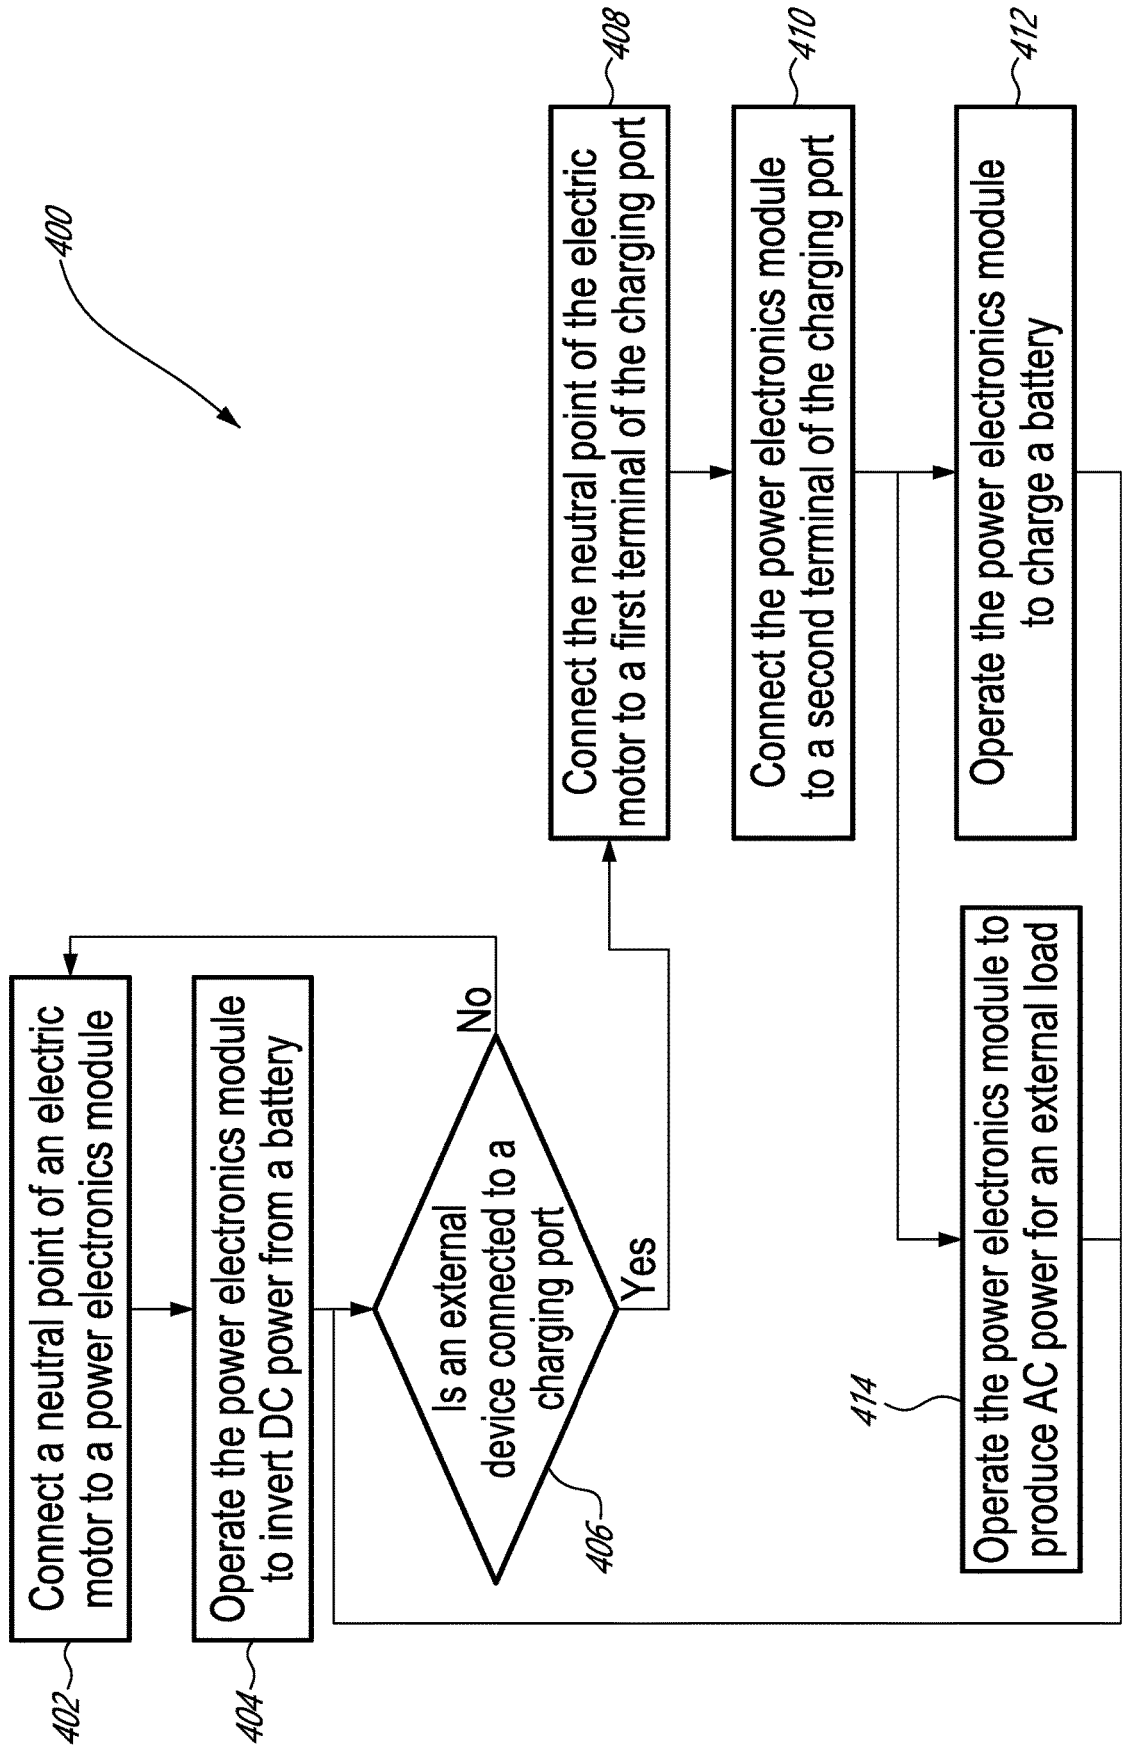 400
402
Connect a neutral point of an electric
motor to a power electronics module
404
Operate the power electronics module
to invert DC power from a battery
406
Is an external
device connected to a
charging port
No
Yes
408
Connect the neutral point of the electric
motor to a first terminal of the charging port
410
Connect the power electronics module
to a second terminal of the charging port
412
Operate the power electronics module
to charge a battery
414
Operate the power electronics module to
produce AC power for an external load